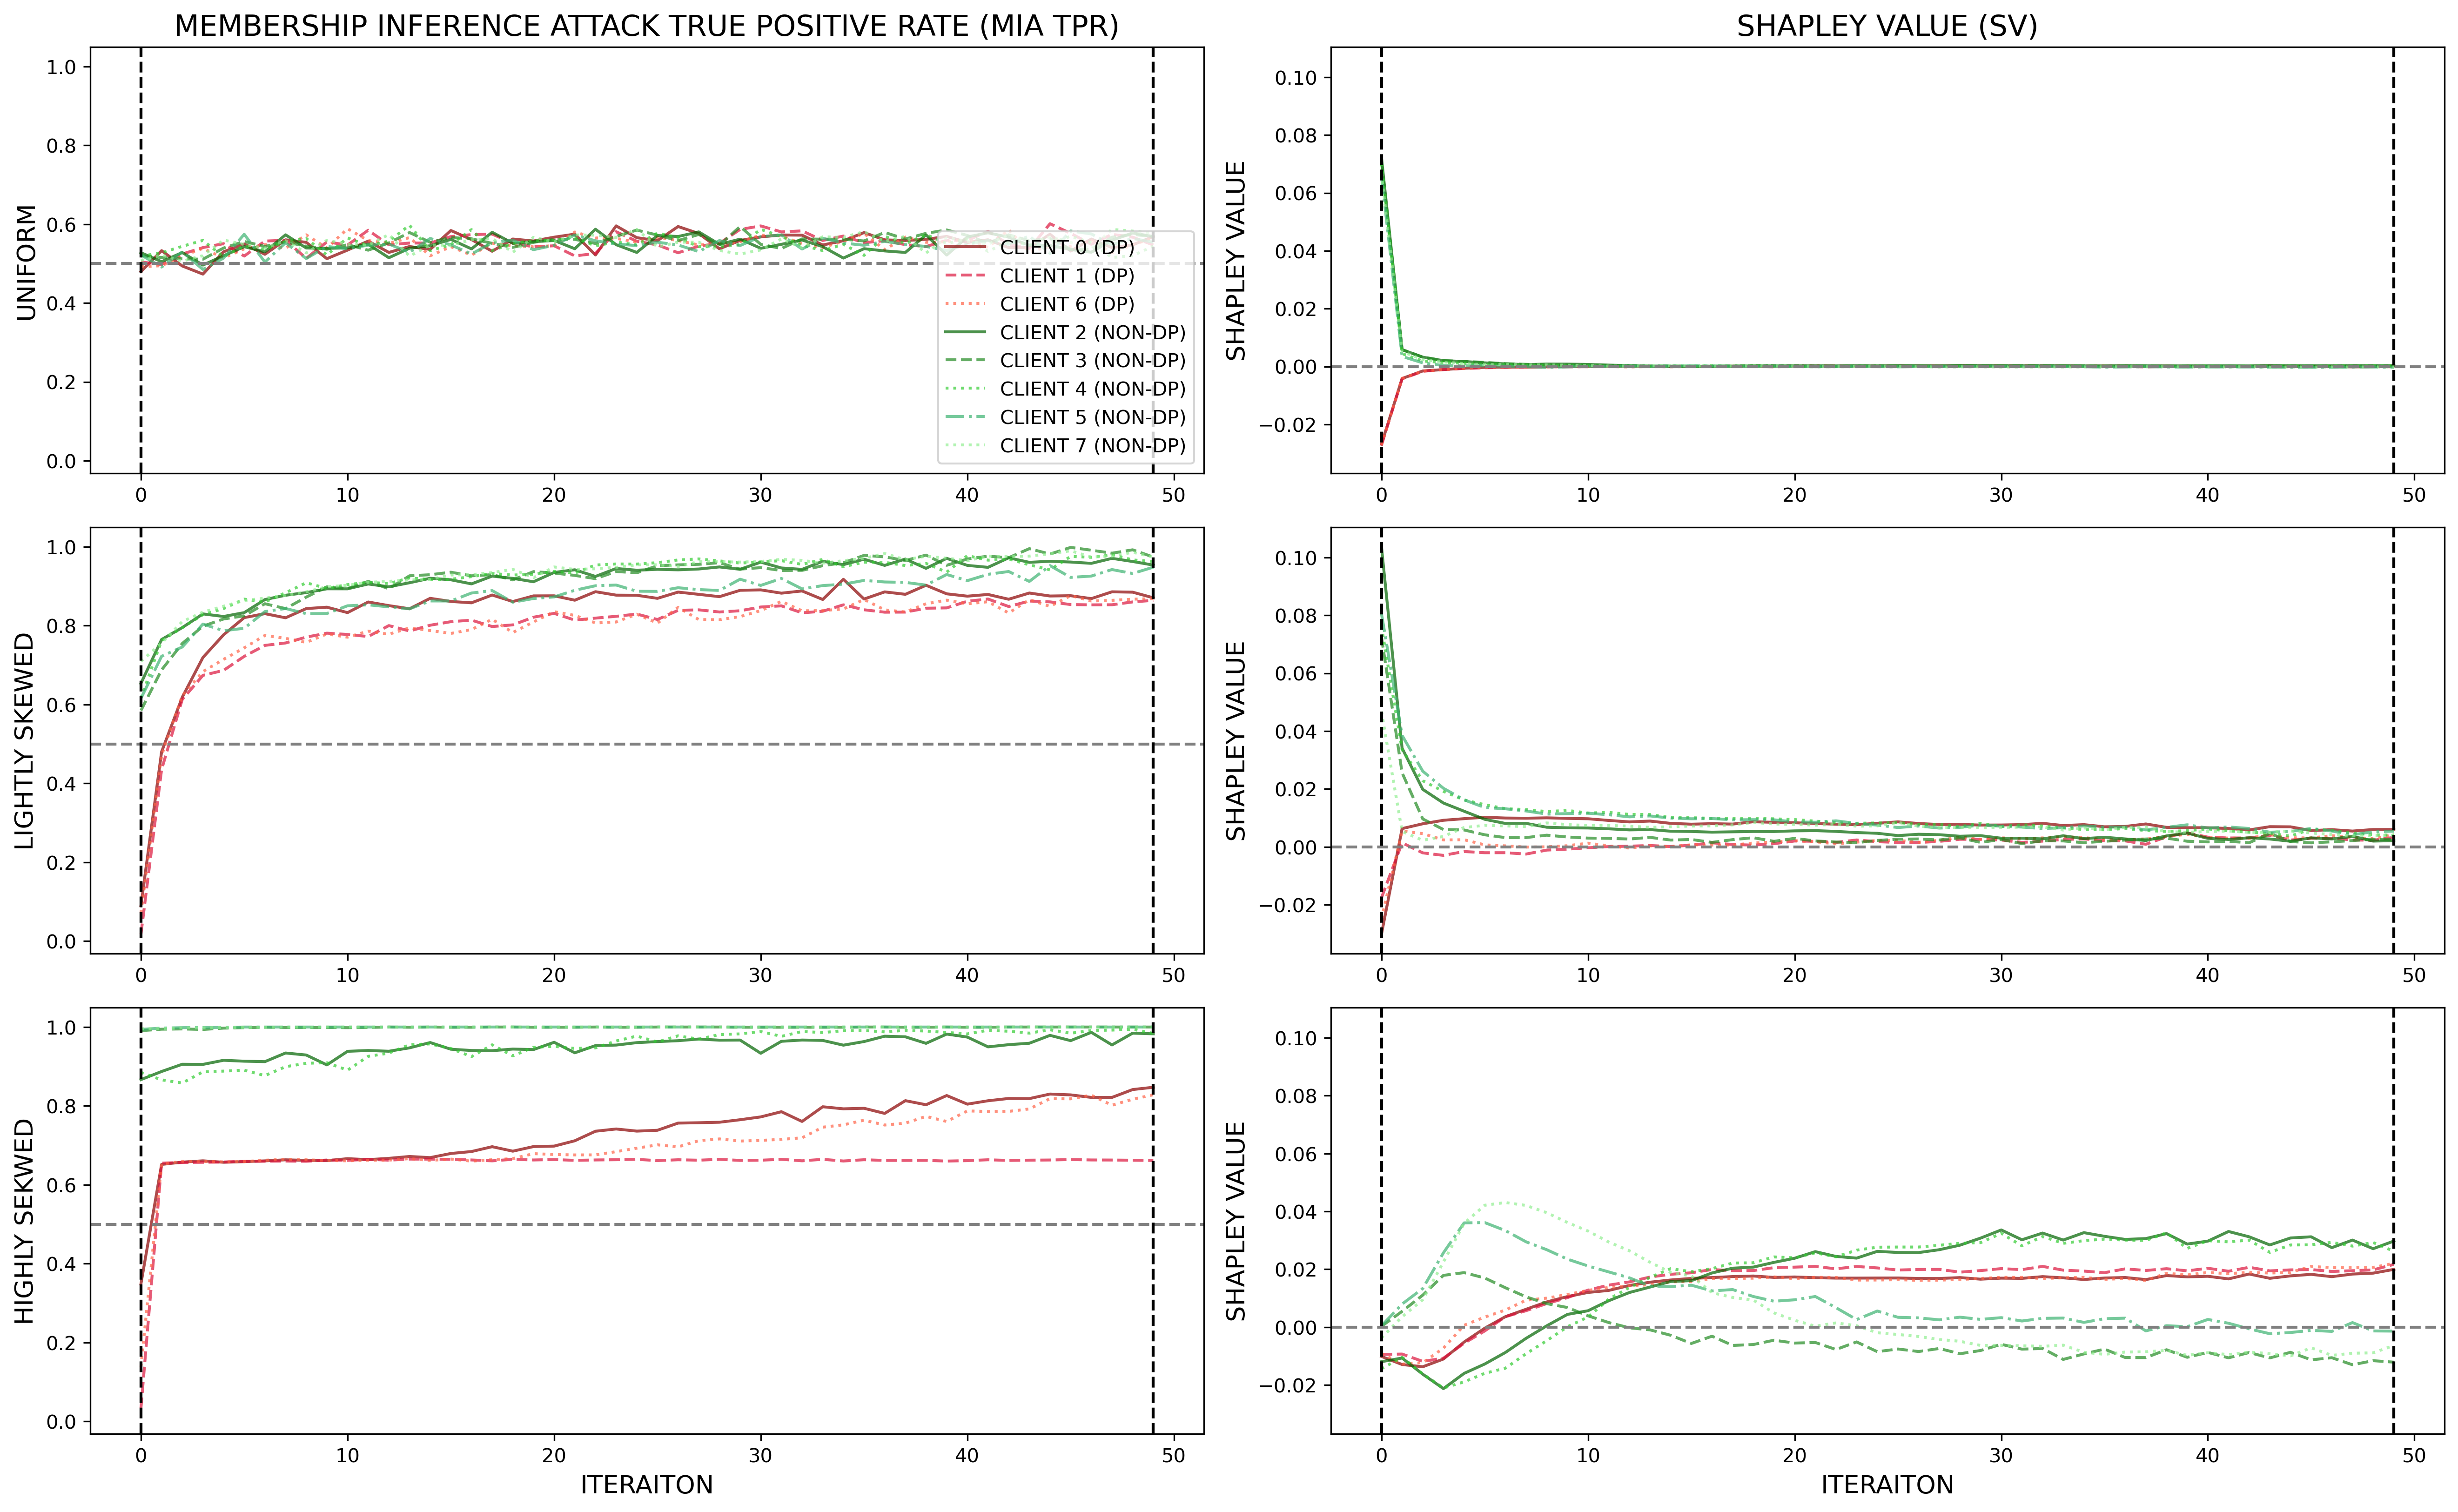 MEMBERSHIP INFERENCE ATTACK TRUE POSITIVE RATE (MIA TPR)
UNIFORM
1.0
0.8
0.6
0.4
0.2
0.0
0 10 20 30 40 50
CLIENT 0 (DP)
CLIENT 1 (DP)
CLIENT 6 (DP)
CLIENT 2 (NON-DP)
CLIENT 3 (NON-DP)
CLIENT 4 (NON-DP)
CLIENT 5 (NON-DP)
CLIENT 7 (NON-DP)
SHAPLEY VALUE (SV)
SHAPLEY VALUE
0.10
0.08
0.06
0.04
0.02
0.00
−0.02
0 10 20 30 40 50
LIGHTLY SKEWED
1.0
0.8
0.6
0.4
0.2
0.0
0 10 20 30 40 50
SHAPLEY VALUE
0.10
0.08
0.06
0.04
0.02
0.00
−0.02
0 10 20 30 40 50
HIGHLY SEKWED
1.0
0.8
0.6
0.4
0.2
0.0
0 10 20 30 40 50
ITERAITON
SHAPLEY VALUE
0.10
0.08
0.06
0.04
0.02
0.00
−0.02
0 10 20 30 40 50
ITERAITON